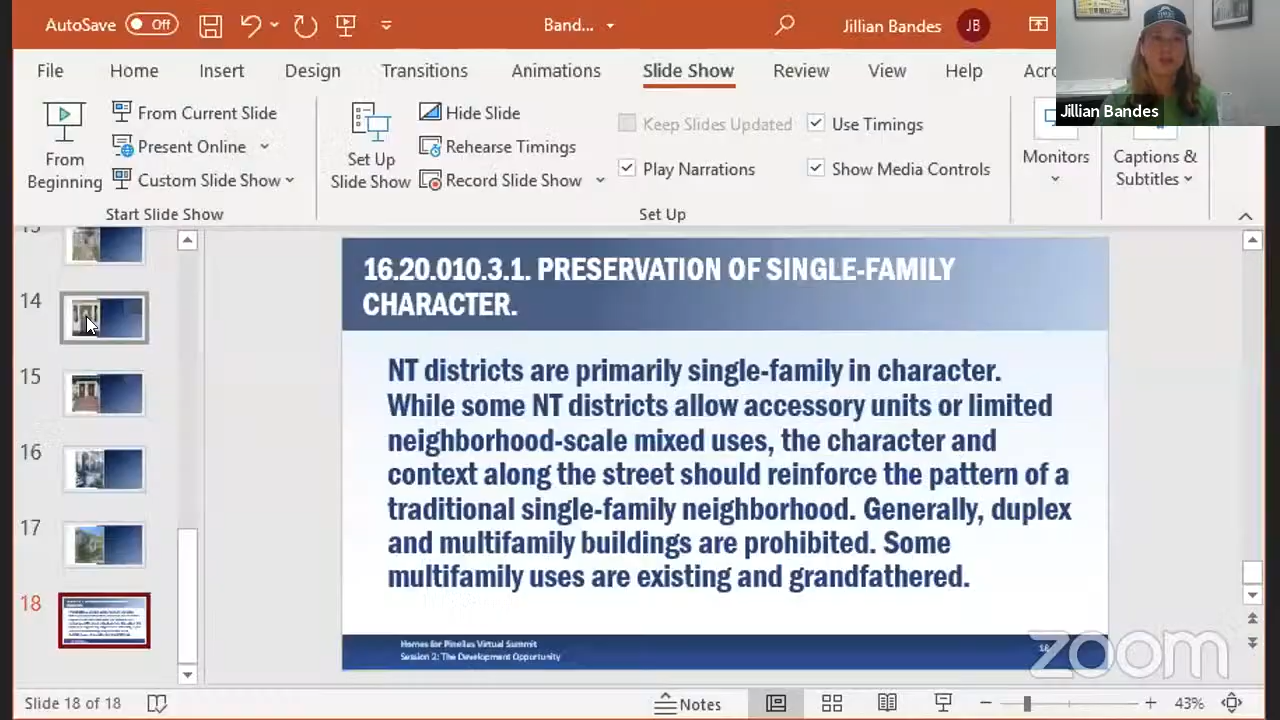 AutoSave Off Band... Jillian Bandes JB
File Home Insert Design Transitions Animations Slide Show Review View Help Acro
From Beginning
From Current Slide
Present Online
Custom Slide Show
Start Slide Show
Set Up Slide Show
Hide Slide
Rehearse Timings
Record Slide Show
Keep Slides Updated
Use Timings
Play Narrations
Show Media Controls
Set Up
Monitors
Captions & Subtitles
Jillian Bandes
14
15
16
17
18
16.20.010.3.1. PRESERVATION OF SINGLE-FAMILY
CHARACTER.
NT districts are primarily single-family in character.
While some NT districts allow accessory units or limited
neighborhood-scale mixed uses, the character and
context along the street should reinforce the pattern of a
traditional single-family neighborhood. Generally, duplex
and multifamily buildings are prohibited. Some
multifamily uses are existing and grandfathered.
Homes for Pinellas Virtual Summit
Session 2: The Development Opportunity
zoom
Slide 18 of 18
Notes
43%